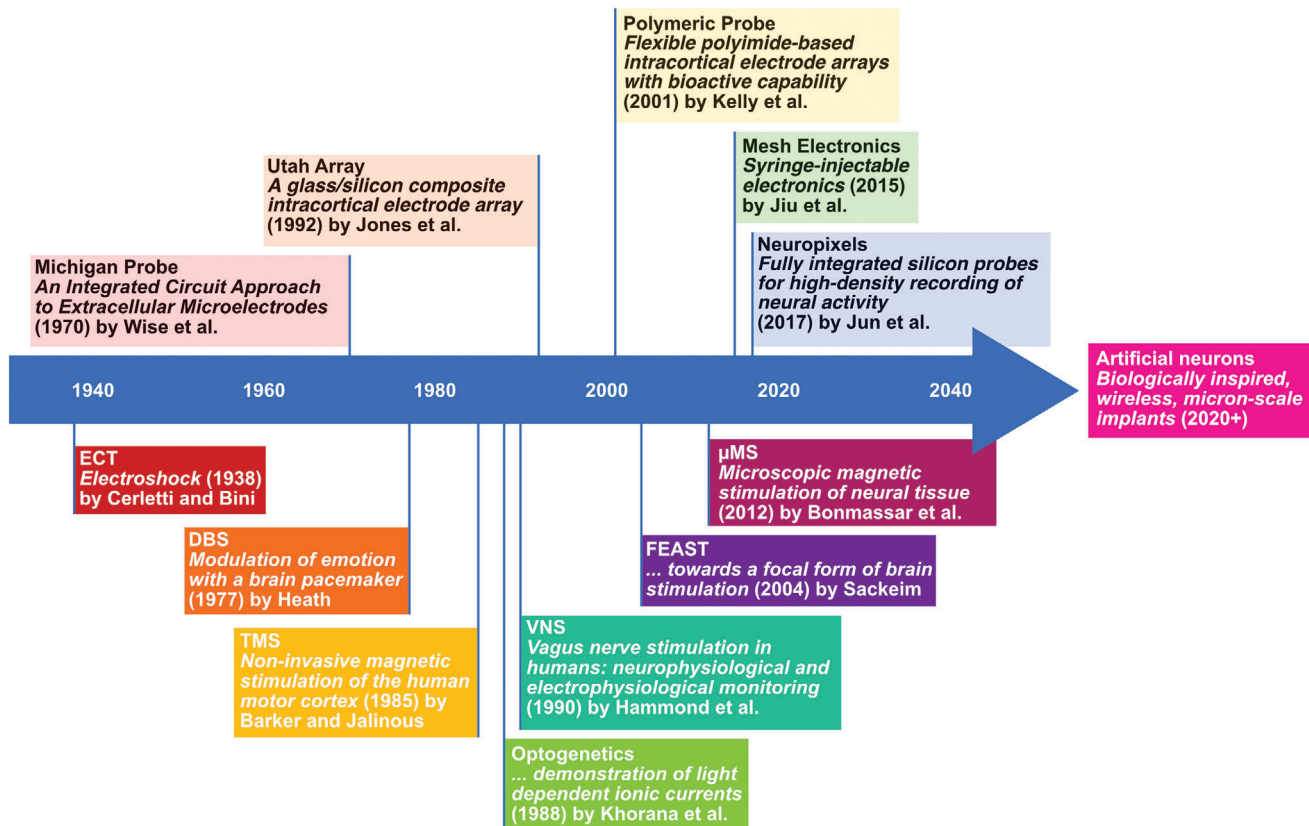 Polymeric Probe
Flexible polyimide-based
intracortical electrode arrays
with bioactive capability
(2001) by Kelly et al.
Mesh Electronics
Syringe-injectable
electronics (2015)
by Jiu et al.
Utah Array
A glass/silicon composite
intracortical electrode array
(1992) by Jones et al.
Neuropixels
Fully integrated silicon probes
for high-density recording of
neural activity
(2017) by Jun et al.
Michigan Probe
An Integrated Circuit Approach
to Extracellular Microelectrodes
(1970) by Wise et al.
1940 1960 1980 2000 2020 2040
Artificial neurons
Biologically inspired,
wireless, micron-scale
implants (2020+)
ECT
Electroshock (1938)
by Cerletti and Bini
µMS
Microscopic magnetic
stimulation of neural tissue
(2012) by Bonmassar et al.
DBS
Modulation of emotion
with a brain pacemaker
(1977) by Heath
FEAST
... towards a focal form of brain
stimulation (2004) by Sackeim
TMS
Non-invasive magnetic
stimulation of the human
motor cortex (1985) by
Barker and Jalinous
VNS
Vagus nerve stimulation in
humans: neurophysiological and
electrophysiological monitoring
(1990) by Hammond et al.
Optogenetics
... demonstration of light
dependent ionic currents
(1988) by Khorana et al.